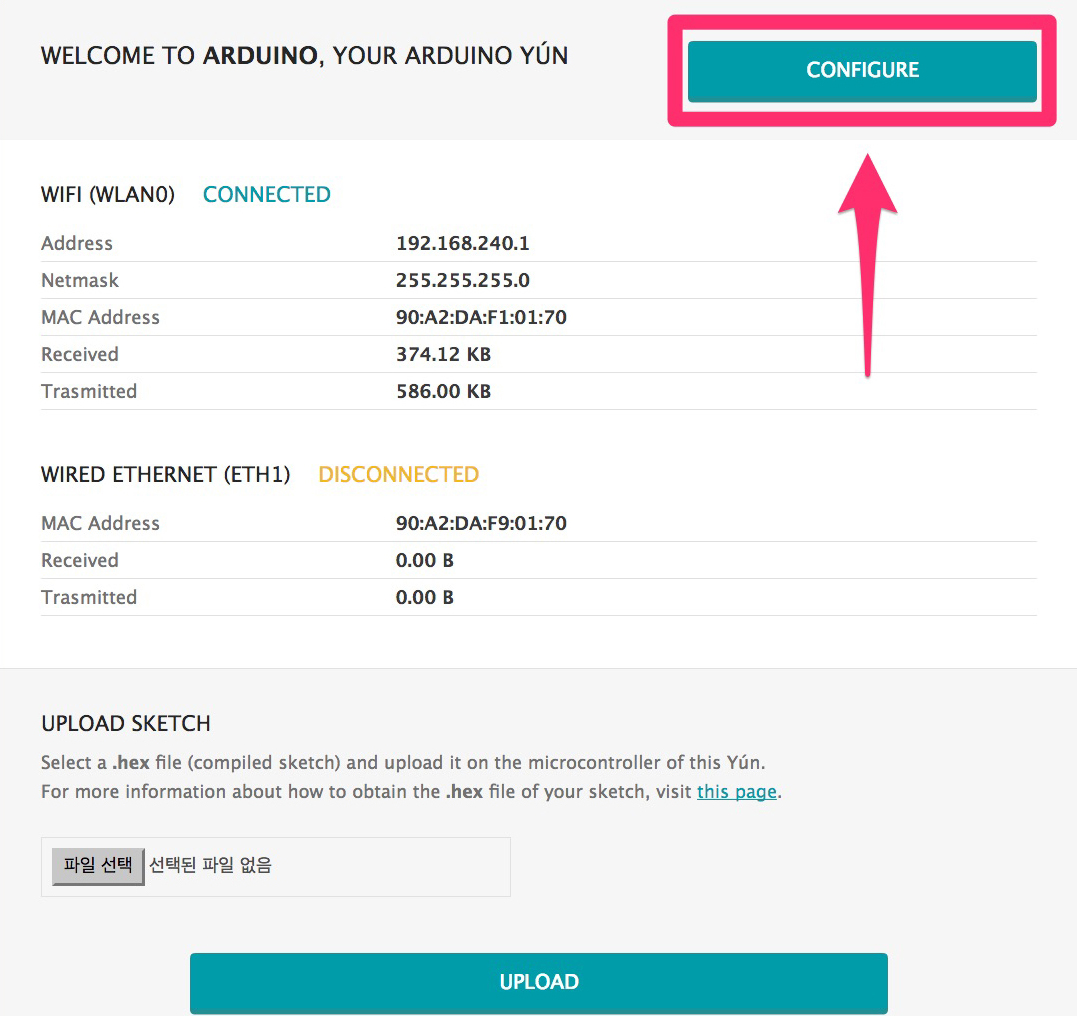 WELCOME TO ARDUINO, YOUR ARDUINO YÚN
CONFIGURE
WIFI (WLAN0) CONNECTED
Address 192.168.240.1
Netmask 255.255.255.0
MAC Address 90:A2:DA:F1:01:70
Received 374.12 KB
Trasmitted 586.00 KB
WIRED ETHERNET (ETH1) DISCONNECTED
MAC Address 90:A2:DA:F9:01:70
Received 0.00 B
Trasmitted 0.00 B
UPLOAD SKETCH
Select a .hex file (compiled sketch) and upload it on the microcontroller of this Yún.
For more information about how to obtain the .hex file of your sketch, visit this page.
파일 선택 선택된 파일 없음
UPLOAD